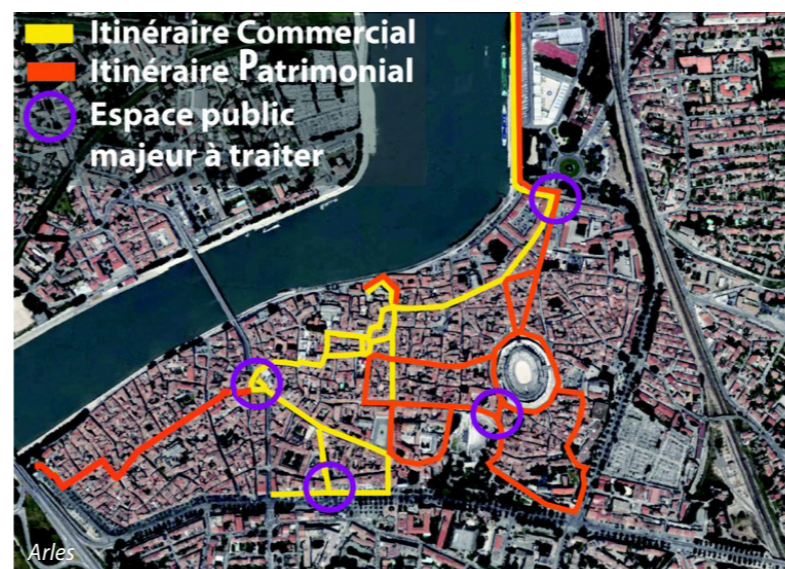 Itinéraire Commercial
Itinéraire Patrimonial
Espace public
majeur à traiter
Arles